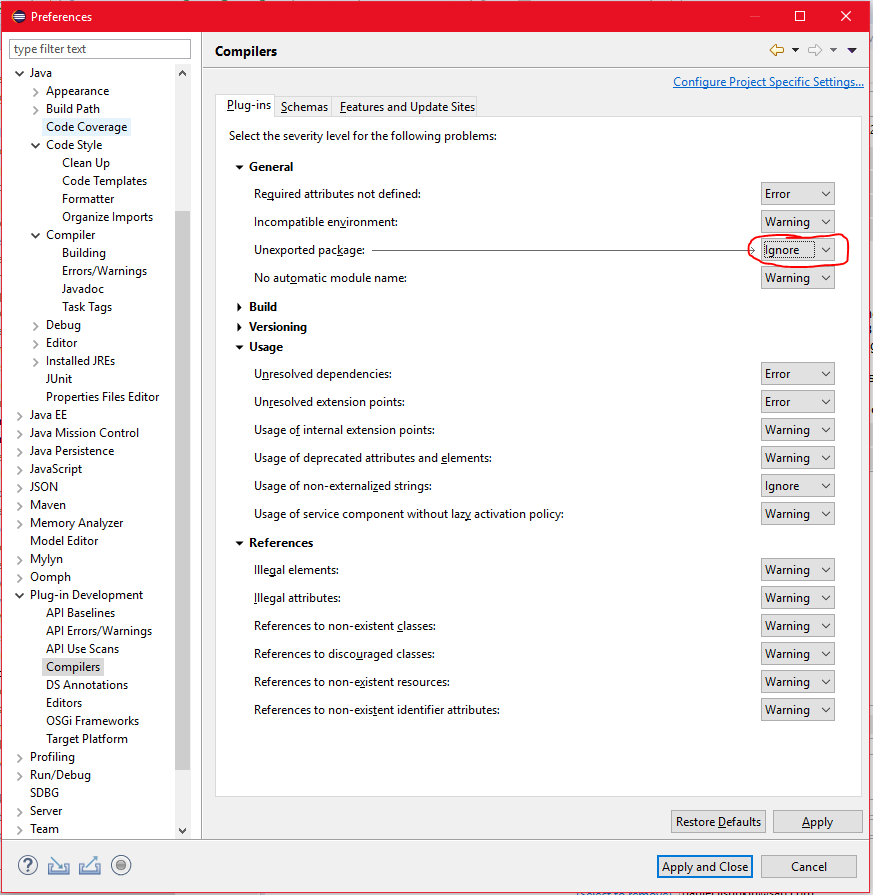 Preferences
type filter text
Java
Appearance
Build Path
Code Coverage
Code Style
Clean Up
Code Templates
Formatter
Organize Imports
Compiler
Building
Errors/Warnings
Javadoc
Task Tags
Debug
Editor
Installed JREs
JUnit
Properties Files Editor
Java EE
Java Mission Control
Java Persistence
JavaScript
JSON
Maven
Memory Analyzer
Model Editor
Mylyn
Oomph
Plug-in Development
API Baselines
API Errors/Warnings
API Use Scans
Compilers
DS Annotations
Editors
OSGi Frameworks
Target Platform
Profiling
Run/Debug
SDBG
Server
Team
Compilers
Configure Project Specific Settings...
Plug-ins Schemas Features and Update Sites
Select the severity level for the following problems:
General
Required attributes not defined: Error
Incompatible environment: Warning
Unexported package: Ignore
No automatic module name: Warning
Build
Versioning
Usage
Unresolved dependencies: Error
Unresolved extension points: Error
Usage of internal extension points: Warning
Usage of deprecated attributes and elements: Warning
Usage of non-externalized strings: Ignore
Usage of service component without lazy activation policy: Warning
References
Illegal elements: Warning
Illegal attributes: Warning
References to non-existent classes: Warning
References to discouraged classes: Warning
References to non-existent resources: Warning
References to non-existent identifier attributes: Warning
Restore Defaults Apply
Apply and Close Cancel